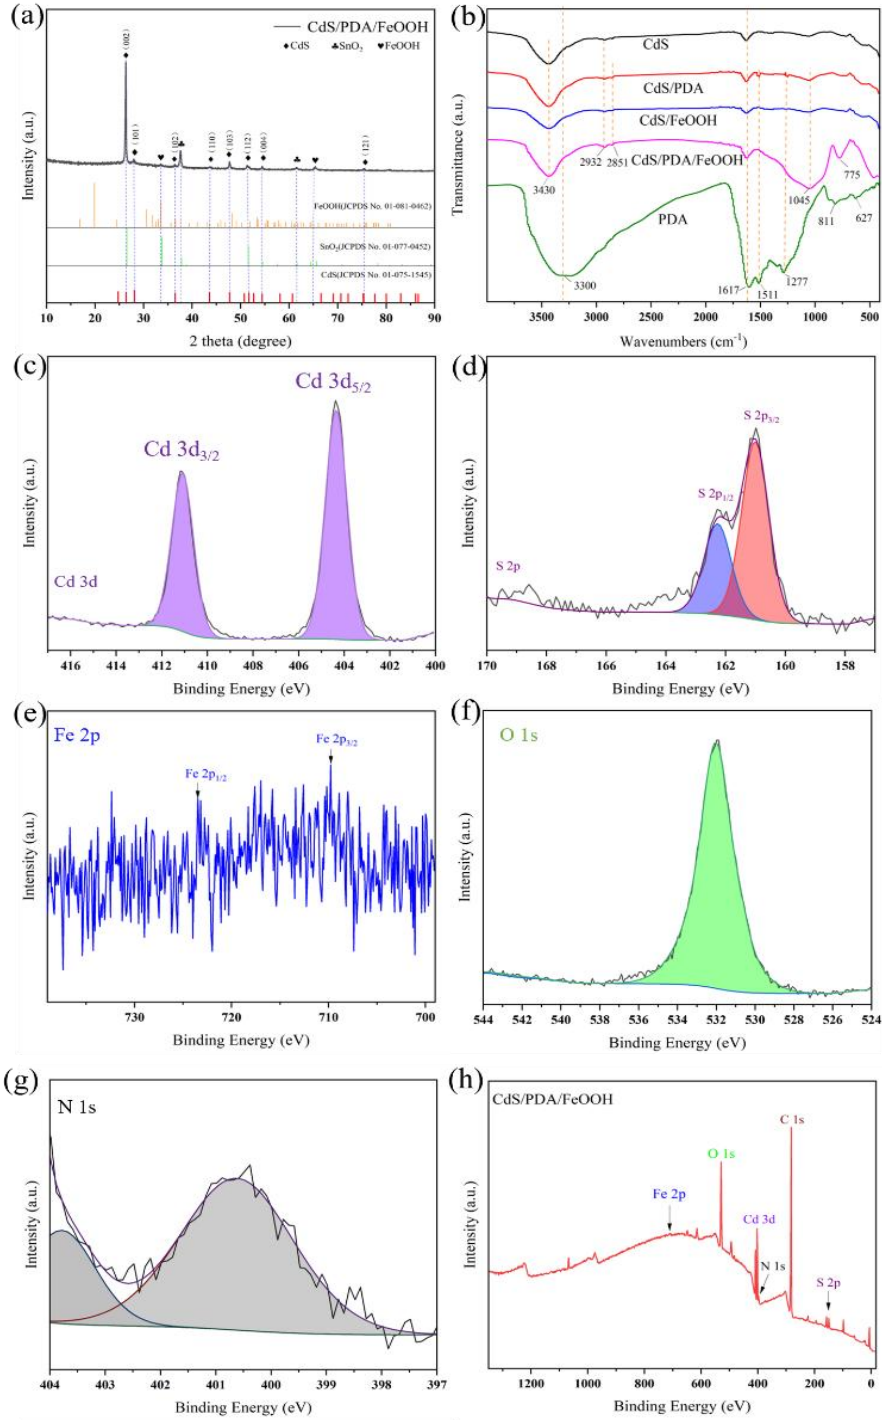 (a)
CdS/PDA/FeOOH
♦ CdS ♣ SnO₂ ♥ FeOOH
(002)
(101)
(102)
(110)
(103)
(112)
(004)
(121)
FeOOH(JCPDS No. 01-081-0462)
SnO₂(JCPDS No. 01-077-0452)
CdS(JCPDS No. 01-075-1545)
Intensity (a.u.)
10 20 30 40 50 60 70 80 90
2 theta (degree)
(b)
CdS
CdS/PDA
CdS/FeOOH
CdS/PDA/FeOOH
PDA
3430
2932
2851
1045
775
3300
1617
1511
1277
811
627
Transmittance (a.u.)
3500 3000 2500 2000 1500 1000 500
Wavenumbers (cm⁻¹)
(c)
Cd 3d₅/₂
Cd 3d₃/₂
Cd 3d
Intensity (a.u.)
416 414 412 410 408 406 404 402 400
Binding Energy (eV)
(d)
S 2p₃/₂
S 2p₁/₂
S 2p
Intensity (a.u.)
170 168 166 164 162 160 158
Binding Energy (eV)
(e)
Fe 2p
Fe 2p₃/₂
Fe 2p₁/₂
Intensity (a.u.)
730 720 710 700
Binding Energy (eV)
(f)
O 1s
Intensity (a.u.)
544 542 540 538 536 534 532 530 528 526 524
Binding Energy (eV)
(g)
N 1s
Intensity (a.u.)
404 403 402 401 400 399 398 397
Binding Energy (eV)
(h)
CdS/PDA/FeOOH
C 1s
O 1s
Fe 2p
Cd 3d
N 1s
S 2p
Intensity (a.u.)
1200 1000 800 600 400 200 0
Binding Energy (eV)